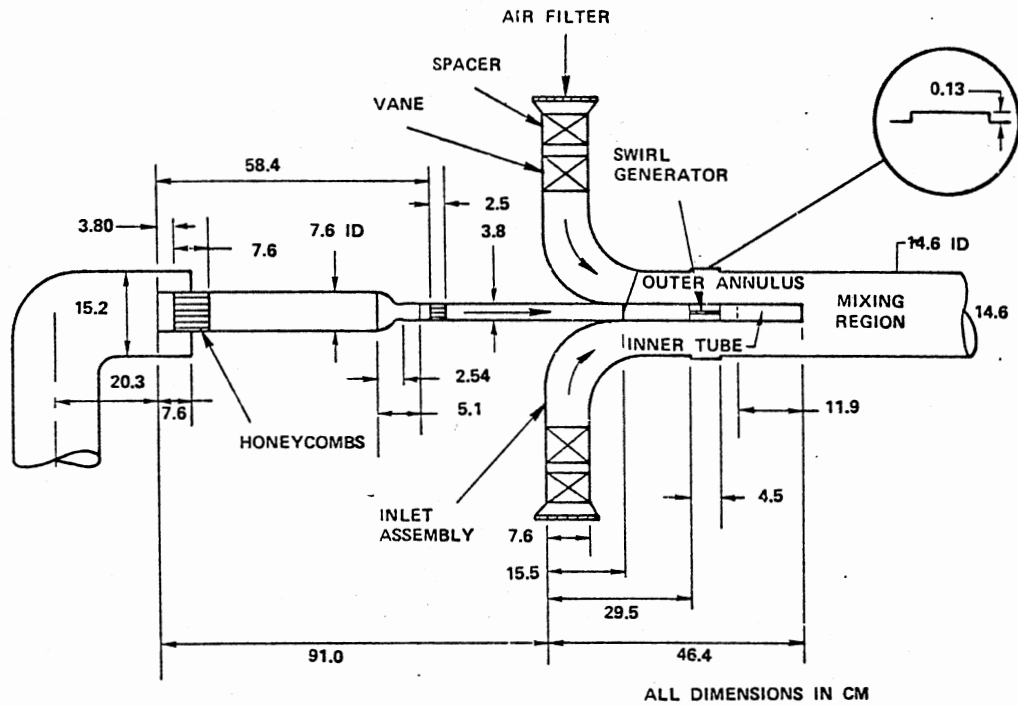 AIR FILTER
SPACER
0.13
VANE
58.4
SWIRL
GENERATOR
2.5
3.80
7.6
7.6 ID
3.8
14.6 ID
OUTER ANNULUS
15.2
MIXING
REGION
14.6
INNER TUBE
20.3
2.54
7.6
5.1
11.9
HONEYCOMBS
4.5
INLET
ASSEMBLY
7.6
15.5
29.5
91.0
46.4
ALL DIMENSIONS IN CM